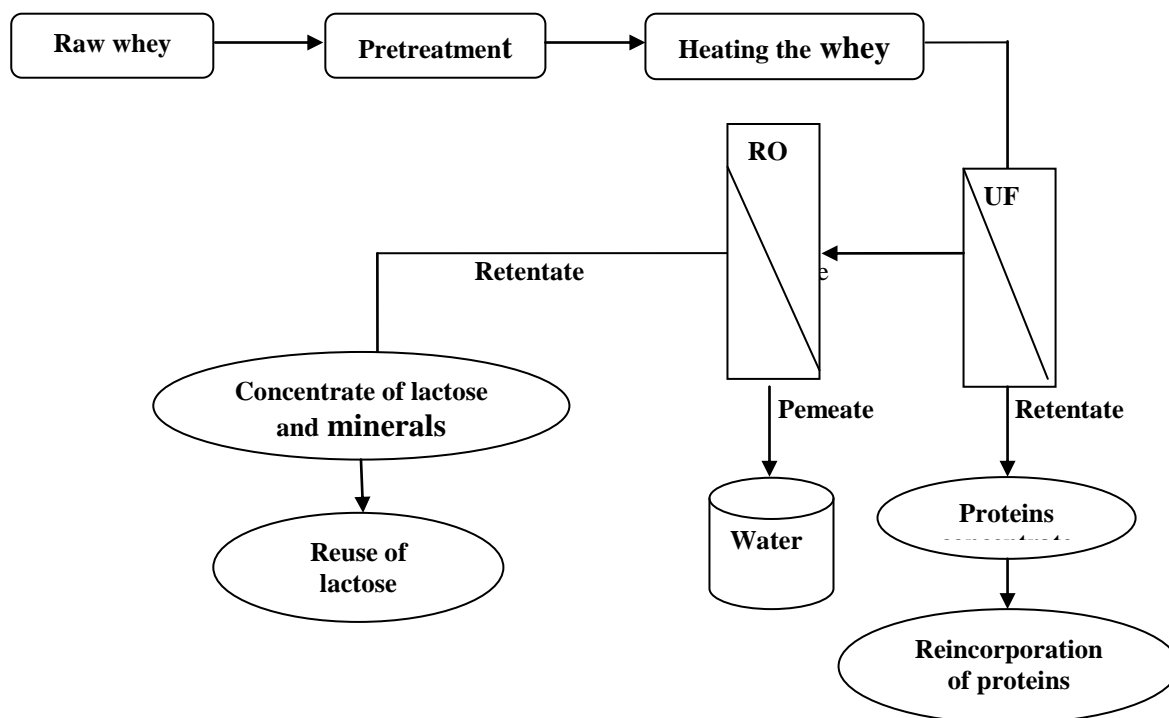 Raw whey
Pretreatment
Heating the whey
RO
UF
Retentate
e
Concentrate of lactose
and minerals
Pemeate
Retentate
Proteins
Water
Reuse of
lactose
Reincorporation
of proteins